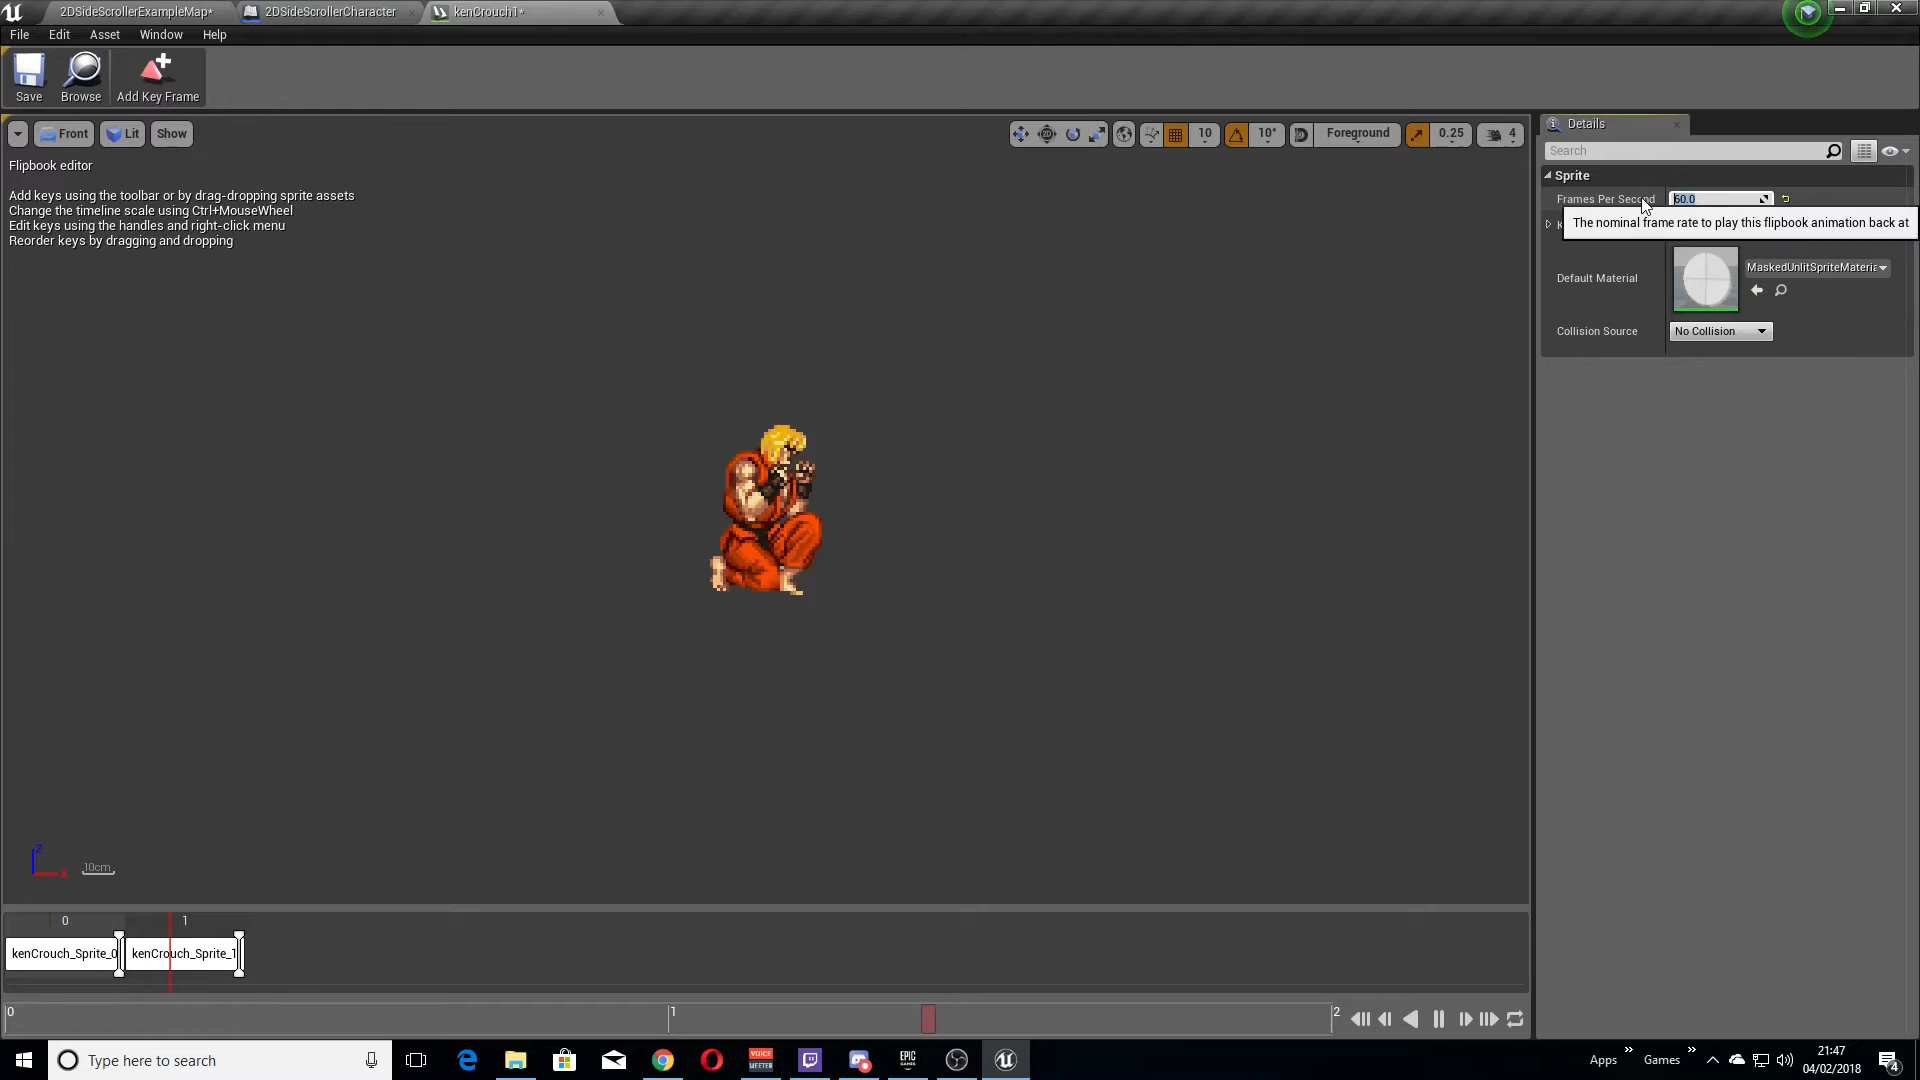 2DSideScrollerExampleMap*
2DSideScrollerCharacter
kenCrouch1*
File Edit Asset Window Help
Save Browse Add Key Frame
Front Lit Show
10 10° Foreground 0.25 4
Flipbook editor
Add keys using the toolbar or by drag-dropping sprite assets
Change the timeline scale using Ctrl+MouseWheel
Edit keys using the handles and right-click menu
Reorder keys by dragging and dropping
Details
Search
Sprite
Frames Per Second 60.0
The nominal frame rate to play this flipbook animation back at
Default Material MaskedUnlitSpriteMateria
Collision Source No Collision
Z
X
10cm
0 1
kenCrouch_Sprite_0 kenCrouch_Sprite_1
0 1 2
Type here to search
VOICE MEETER
EPIC GAMES
Apps » Games »
21:47
04/02/2018
4